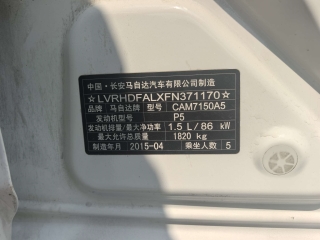 中国·长安马自达汽车有限公司制造
☆LVRHDFALXFN371170☆
品牌 马自达牌 型号 CAM7150A5
发动机型号 P5
发动机排量/最大净功率 1.5 L/86 kW
最大允许总质量 1820 kg
制造年月 2015-04 乘坐人数 5